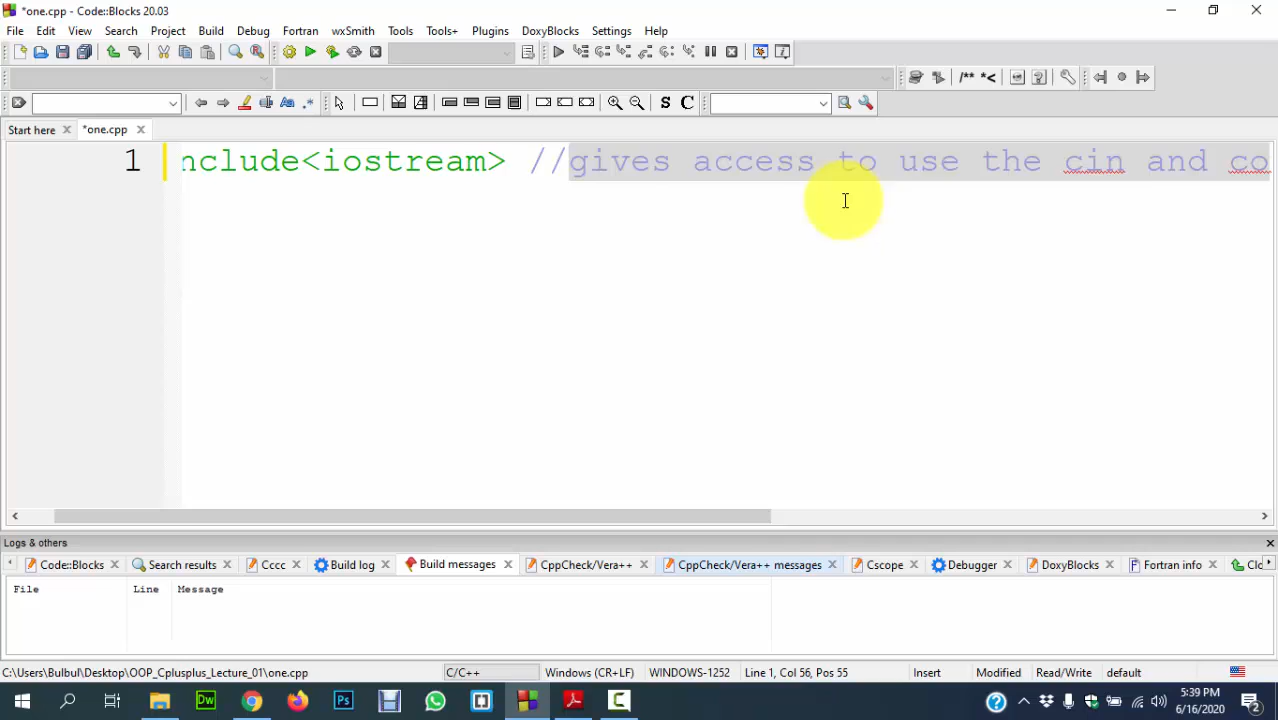 *one.cpp - Code::Blocks 20.03
File Edit View Search Project Build Debug Fortran wxSmith Tools Tools+ Plugins DoxyBlocks Settings Help
/** *<
.*
S C
Start here *one.cpp
1 nclude<iostream> //gives access to use the cin and co
Logs & others
Code::Blocks Search results Cccc Build log Build messages CppCheck/Vera++ CppCheck/Vera++ messages Cscope Debugger DoxyBlocks Fortran info Clo
File Line Message
C:\Users\Bulbul\Desktop\OOP_Cplusplus_Lecture_01\one.cpp C/C++ Windows (CR+LF) WINDOWS-1252 Line 1, Col 56, Pos 55 Insert Modified Read/Write default
Dw Ps
5:39 PM
6/16/2020
2